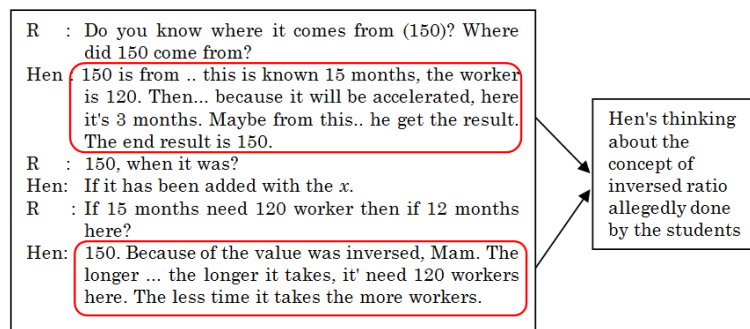 R : Do you know where it comes from (150)? Where
did 150 come from?
Hen : 150 is from .. this is known 15 months, the worker
is 120. Then... because it will be accelerated, here
it's 3 months. Maybe from this.. he get the result.
The end result is 150.
R : 150, when it was?
Hen: If it has been added with the x.
R : If 15 months need 120 worker then if 12 months
here?
Hen: 150. Because of the value was inversed, Mam. The
longer ... the longer it takes, it' need 120 workers
here. The less time it takes the more workers.
Hen's thinking
about the
concept of
inversed ratio
allegedly done
by the students